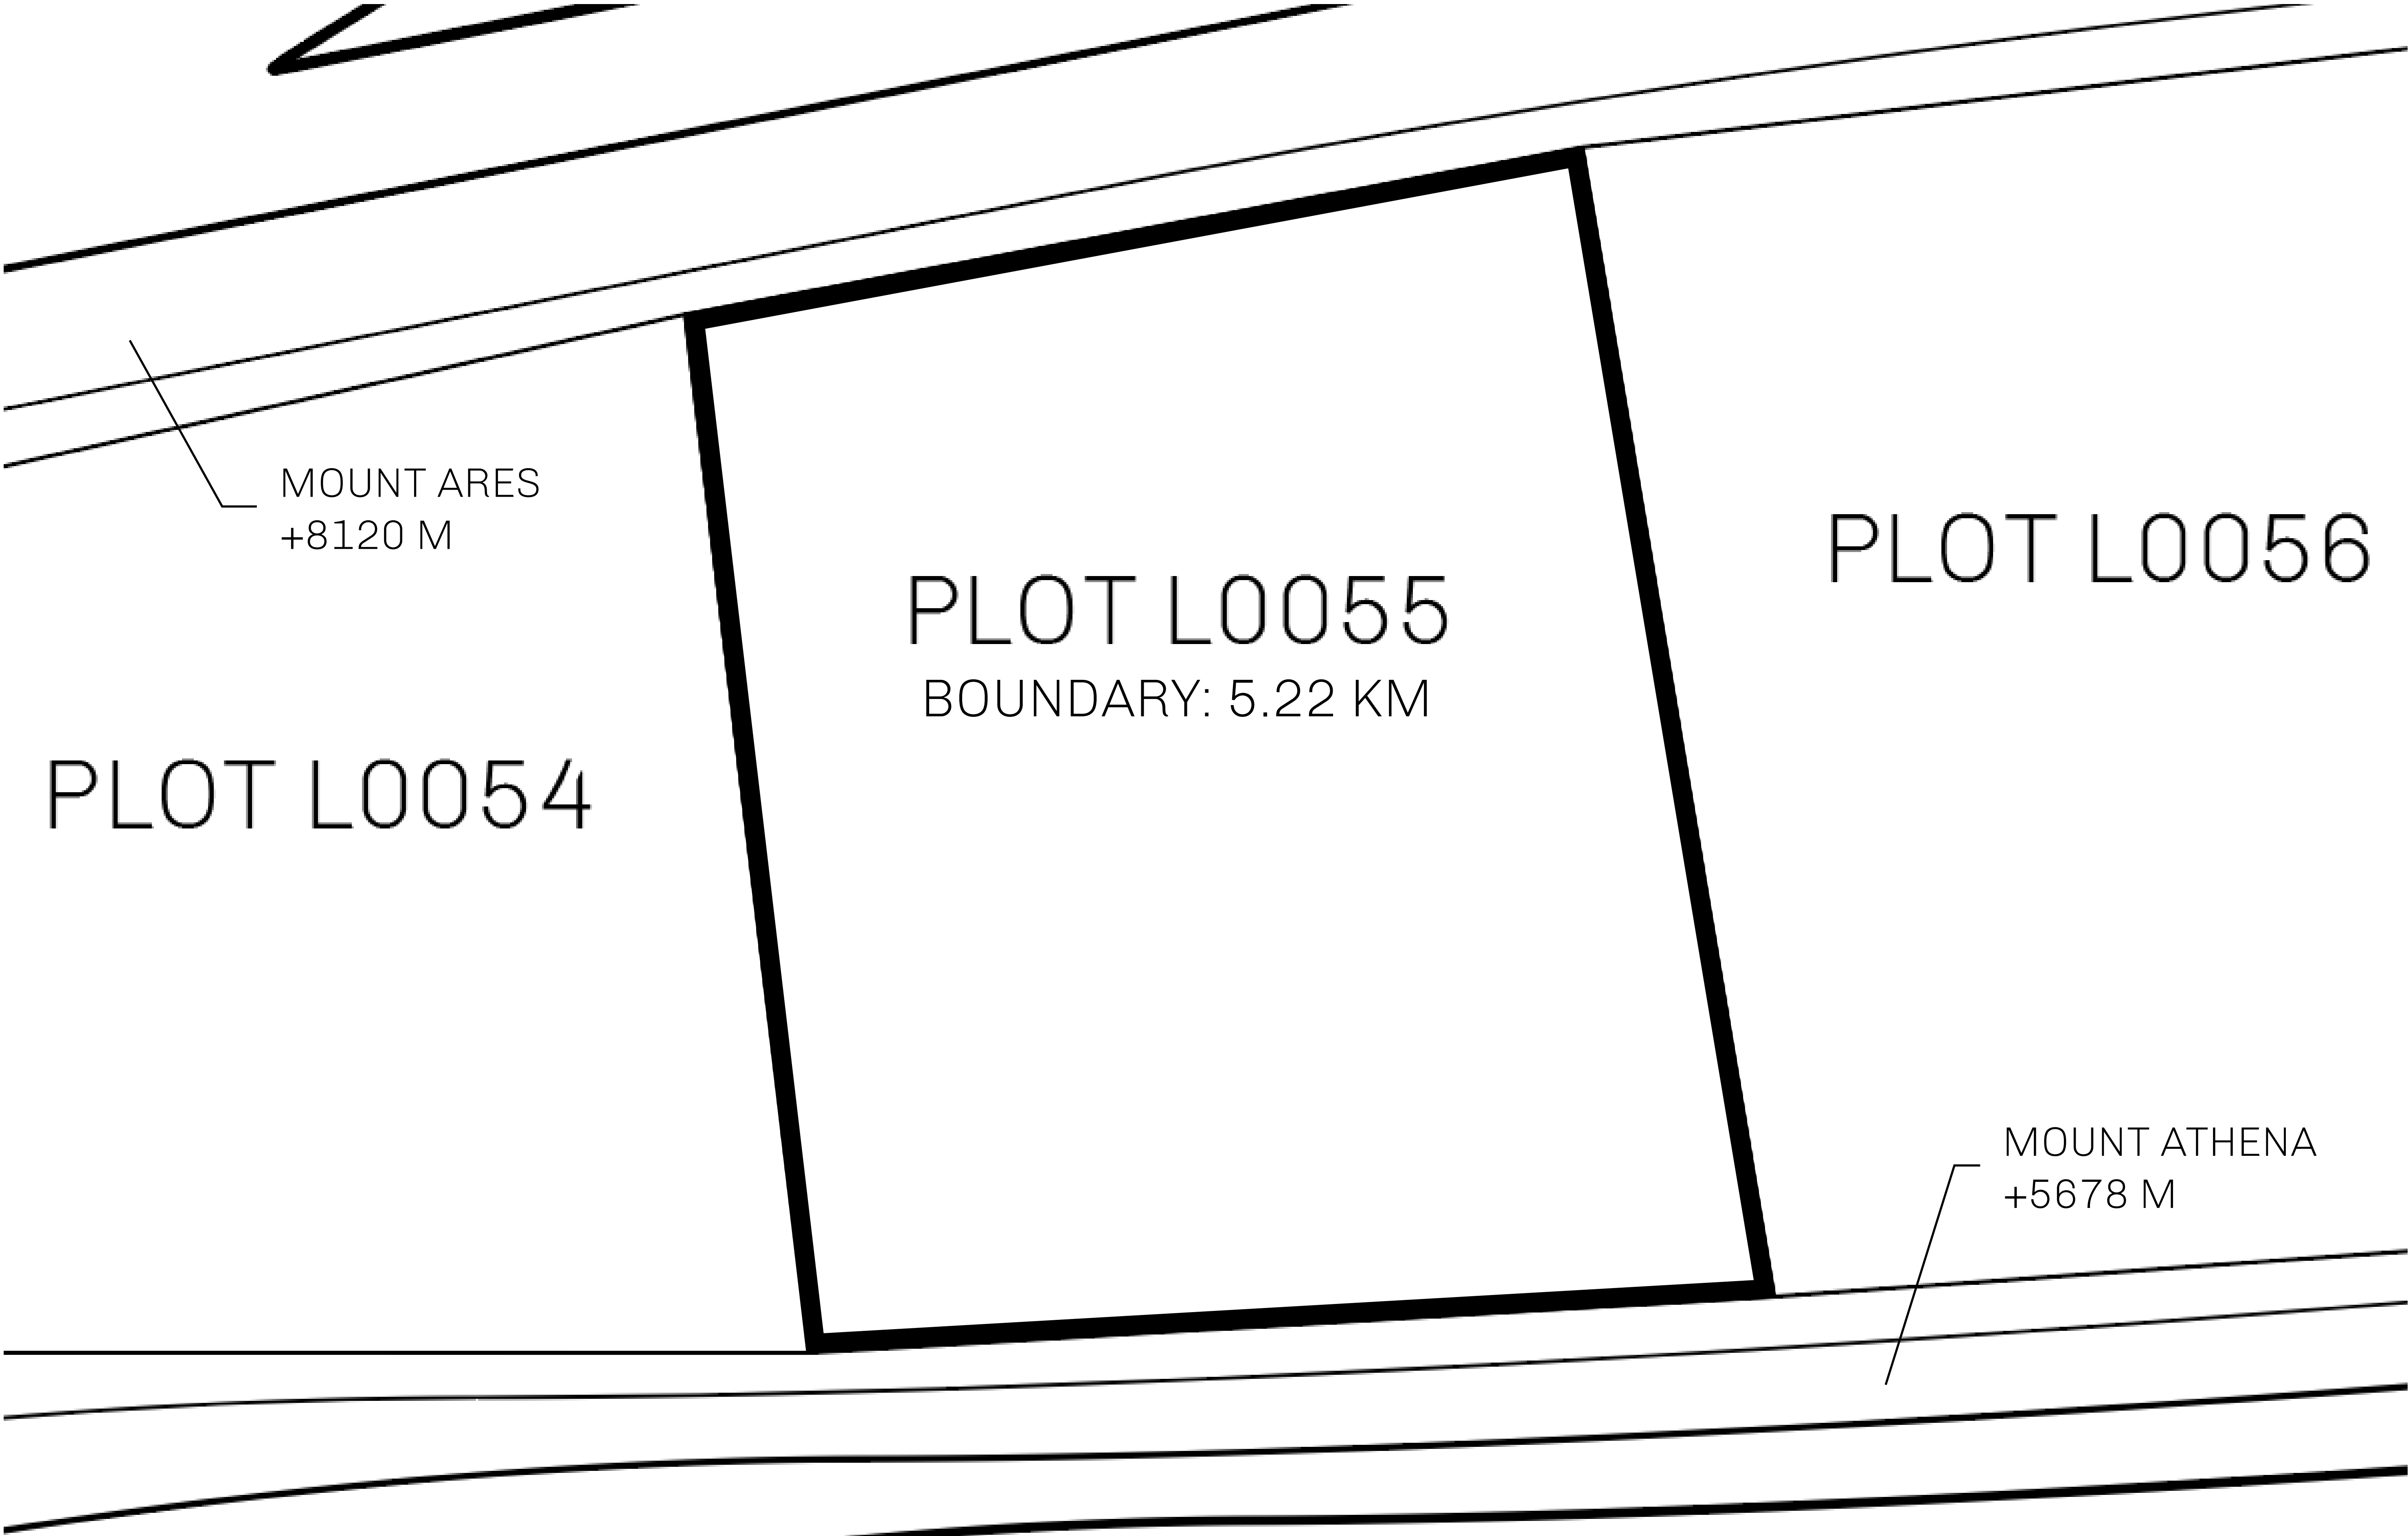 MOUNT ARES
+8120 M
PLOT L0054
PLOT L0055
BOUNDARY: 5.22 KM
PLOT L0056
MOUNT ATHENA
+5678 M